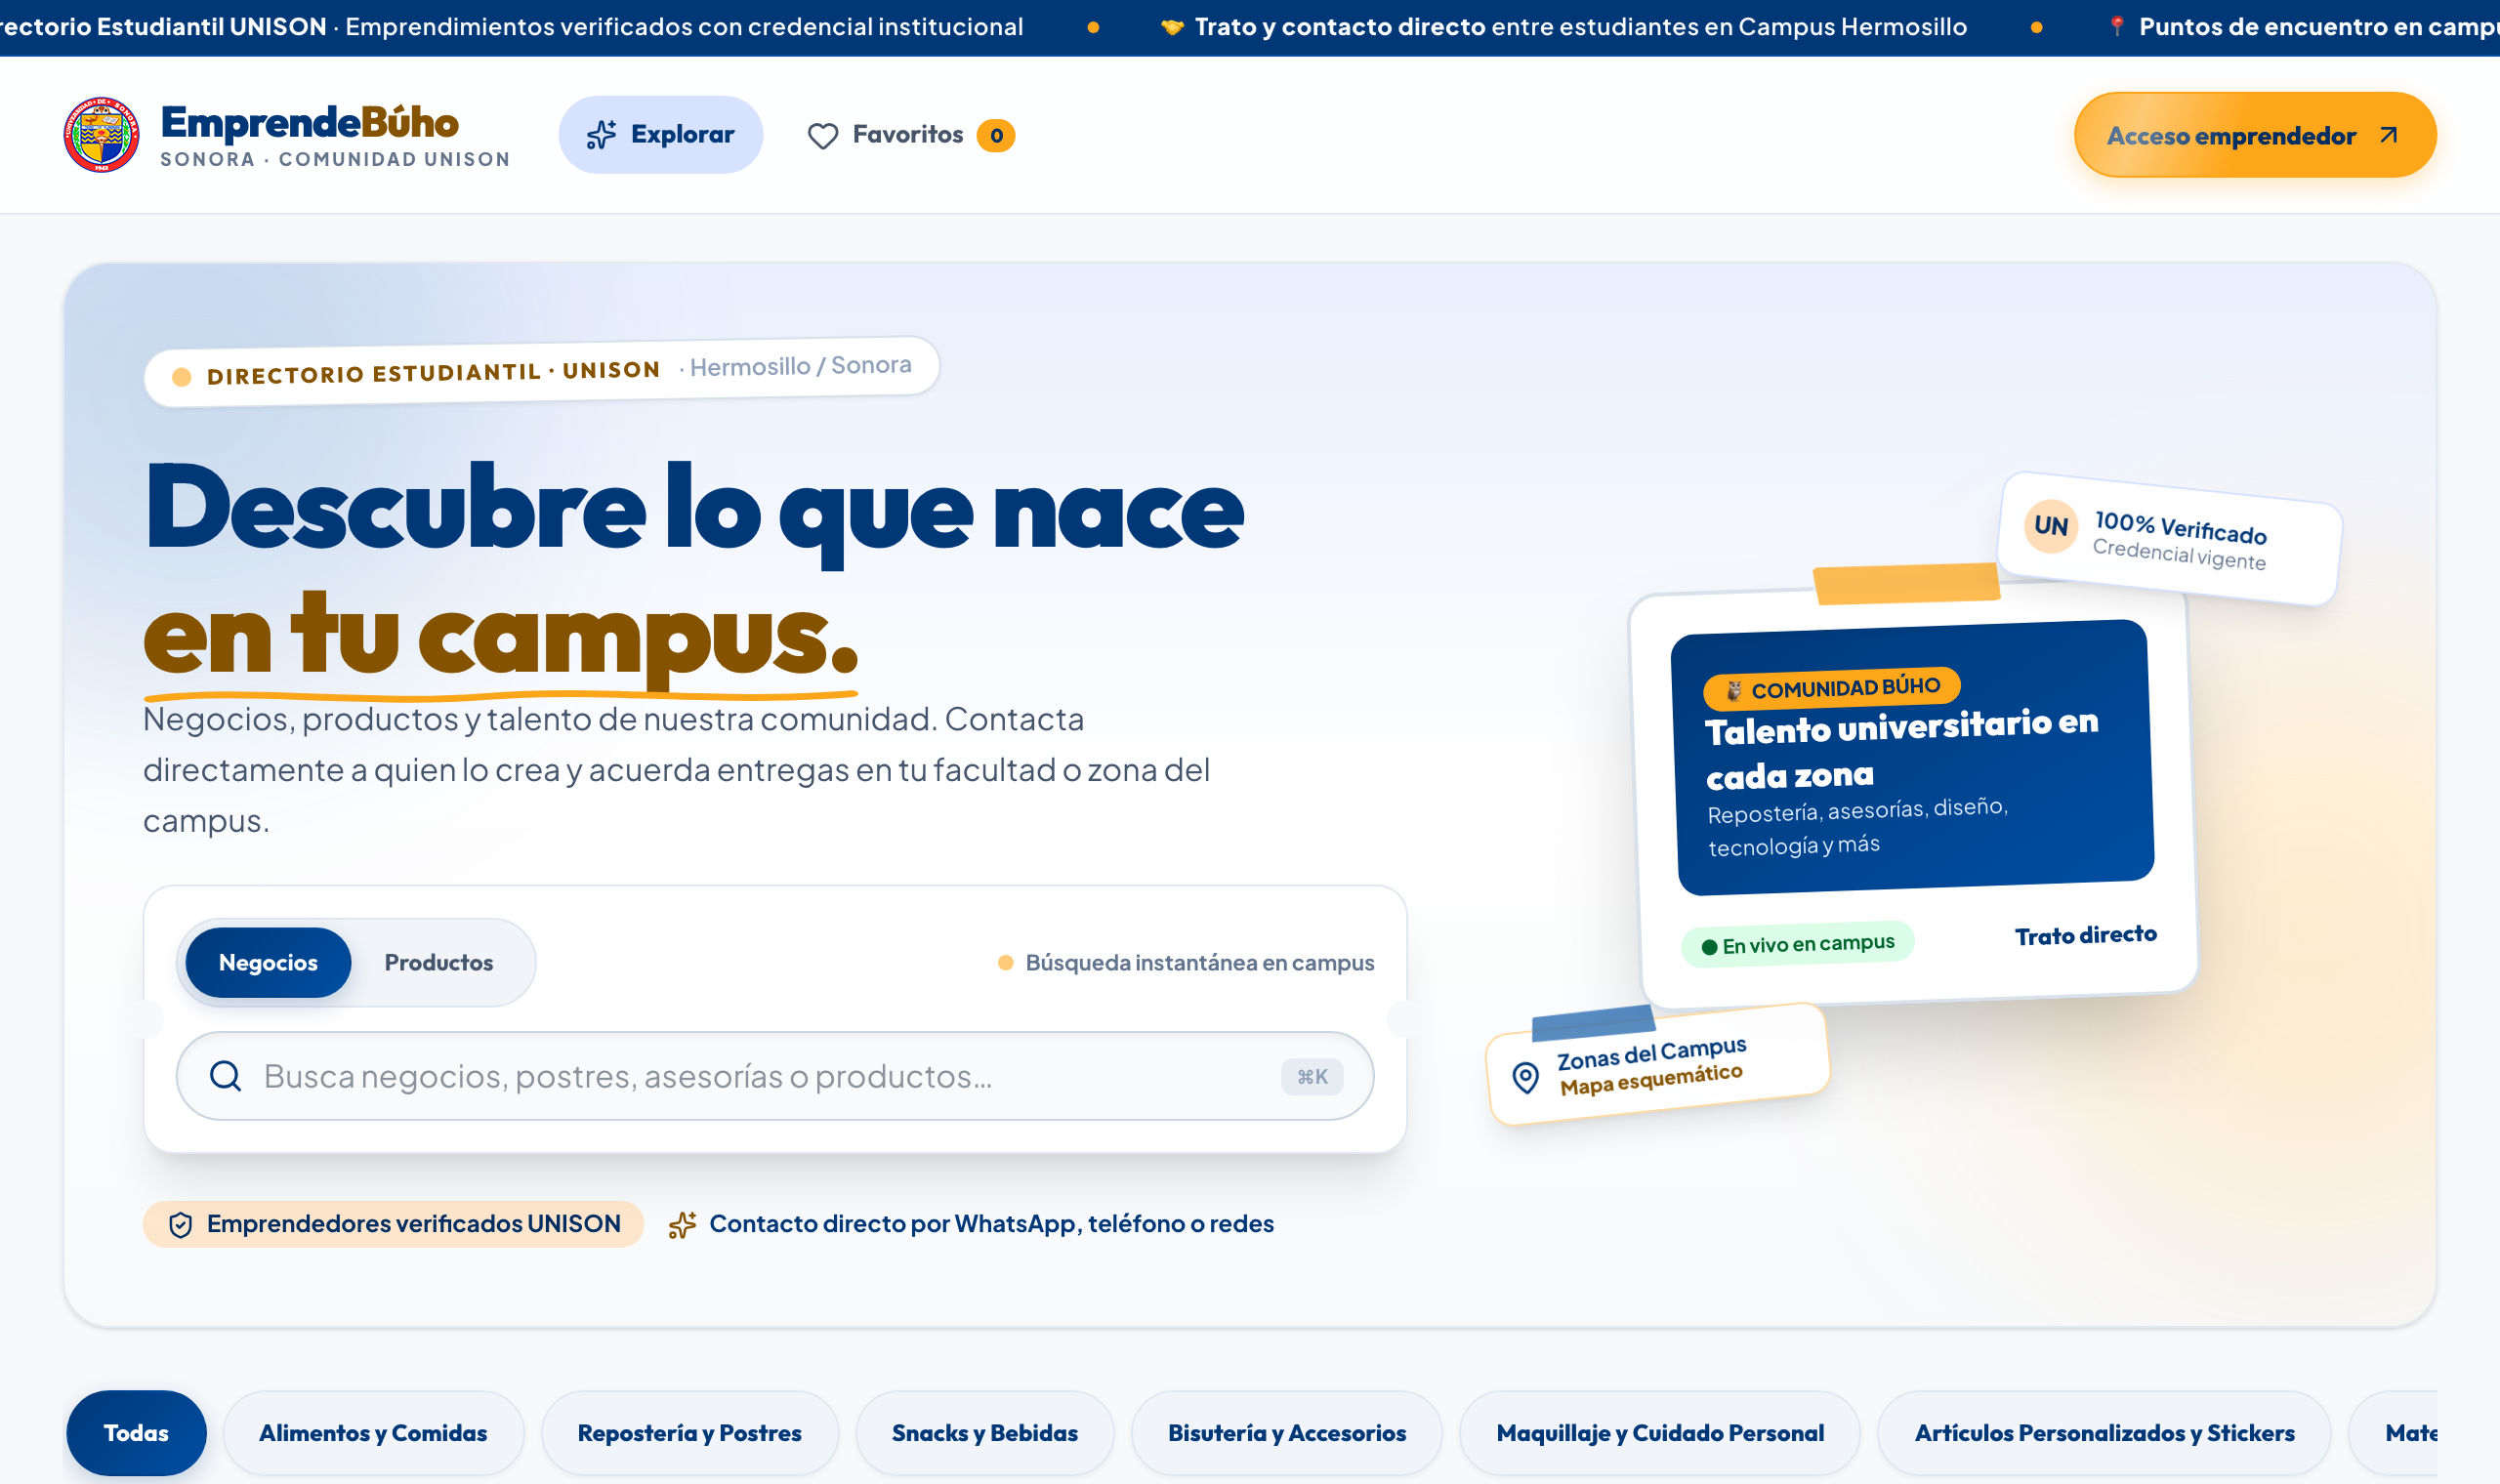 rectorio Estudiantil UNISON · Emprendimientos verificados con credencial institucional
Trato y contacto directo entre estudiantes en Campus Hermosillo
Puntos de encuentro en
EmprendeBúho
SONORA · COMUNIDAD UNISON
Explorar
Favoritos 0
Acceso emprendedor
DIRECTORIO ESTUDIANTIL · UNISON · Hermosillo / Sonora
Descubre lo que nace
en tu campus.
Negocios, productos y talento de nuestra comunidad. Contacta
directamente a quien lo crea y acuerda entregas en tu facultad o zona del
campus.
Negocios
Productos
Búsqueda instantánea en campus
Busca negocios, postres, asesorías o productos...
⌘K
Emprendedores verificados UNISON
Contacto directo por WhatsApp, teléfono o redes
UN
100% Verificado
Credencial vigente
COMUNIDAD BÚHO
Talento universitario en
cada zona
Repostería, asesorías, diseño,
tecnología y más
En vivo en campus
Trato directo
Zonas del Campus
Mapa esquemático
Todas
Alimentos y Comidas
Repostería y Postres
Snacks y Bebidas
Bisutería y Accesorios
Maquillaje y Cuidado Personal
Artículos Personalizados y Stickers
Mate